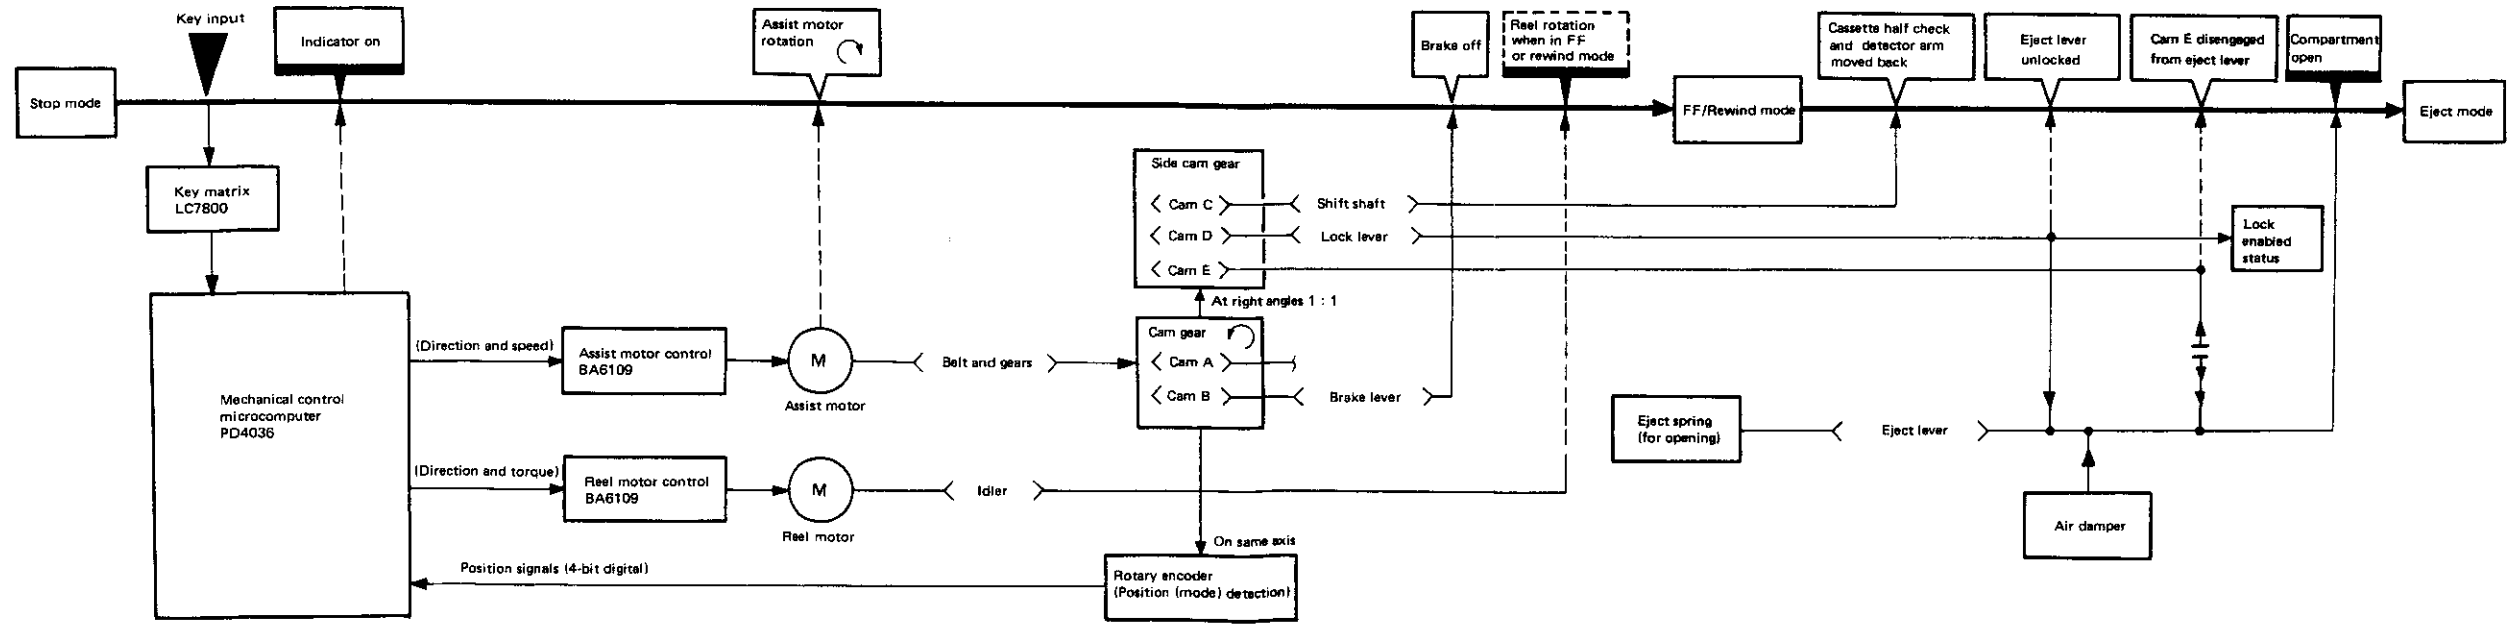 Key input
Stop mode
Indicator on
Assist motor
rotation
Brake off
Reel rotation
when in FF
or rewind mode
FF/Rewind mode
Cassette half check
and detector arm
moved back
Eject lever
unlocked
Cam E disengaged
from eject lever
Compartment
open
Eject mode
Key matrix
LC7800
Side cam gear
Cam C
Shift shaft
Cam D
Lock lever
Cam E
Lock
enabled
status
At right angles 1 : 1
Mechanical control
microcomputer
PD4036
(Direction and speed)
Assist motor control
BA6109
M
Assist motor
Belt and gears
Cam gear
Cam A
Cam B
Brake lever
Eject spring
(for opening)
Eject lever
Air damper
(Direction and torque)
Reel motor control
BA6109
M
Reel motor
Idler
On same axis
Position signals (4-bit digital)
Rotary encoder
(Position (mode) detection)